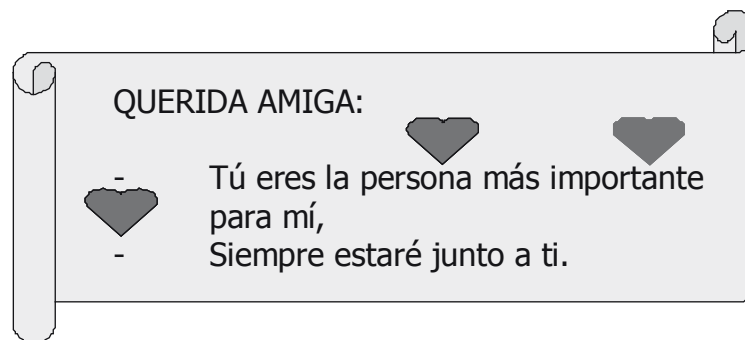 QUERIDA AMIGA:
- Tú eres la persona más importante
para mí,
- Siempre estaré junto a ti.